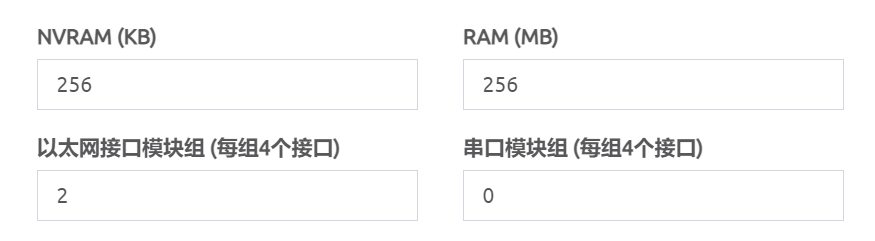 NVRAM (KB)
RAM (MB)
256
256
以太网接口模块组 (每组4个接口)
串口模块组 (每组4个接口)
2
0